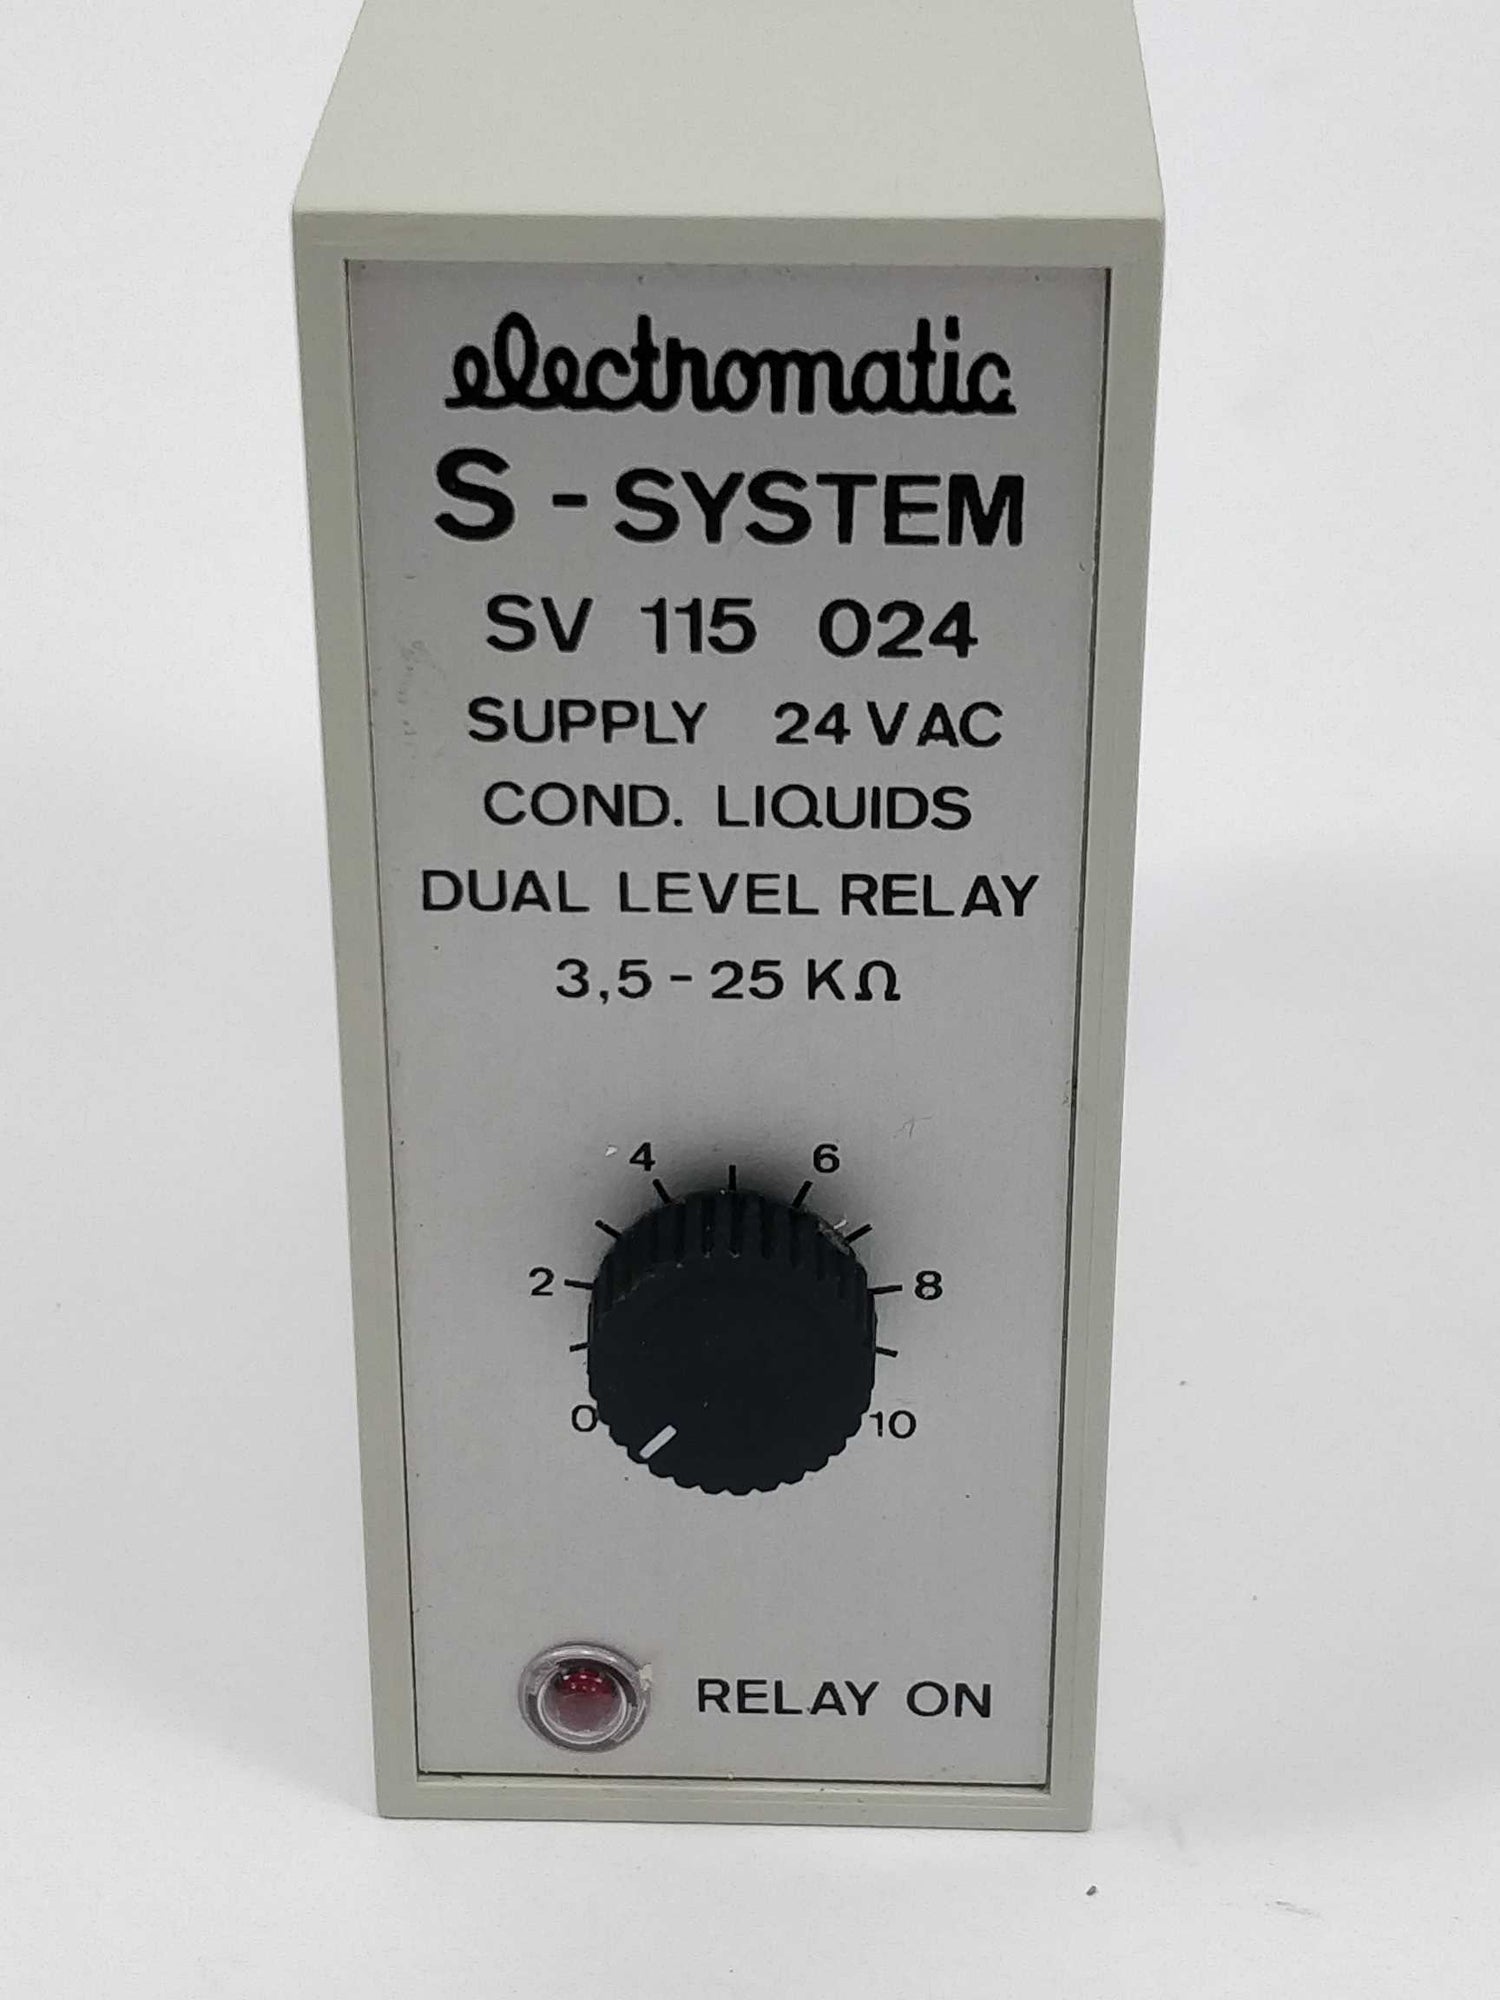 electromatic
S - SYSTEM
SV 115 024
SUPPLY 24 VAC
COND. LIQUIDS
DUAL LEVEL RELAY
3,5 - 25 KΩ
4 6
2 8
0 10
RELAY ON